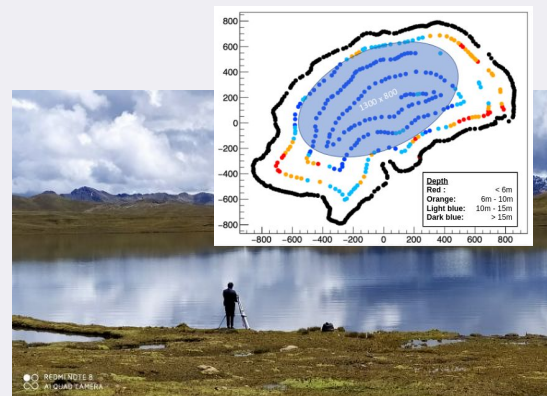 800
600
400
200
0
−200
−400
−600
−800
1300 x 800
Depth
Red : < 6m
Orange: 6m - 10m
Light blue: 10m - 15m
Dark blue: > 15m
−800 −600 −400 −200 0 200 400 600 800
REDMI NOTE 8
AI QUAD CAMERA